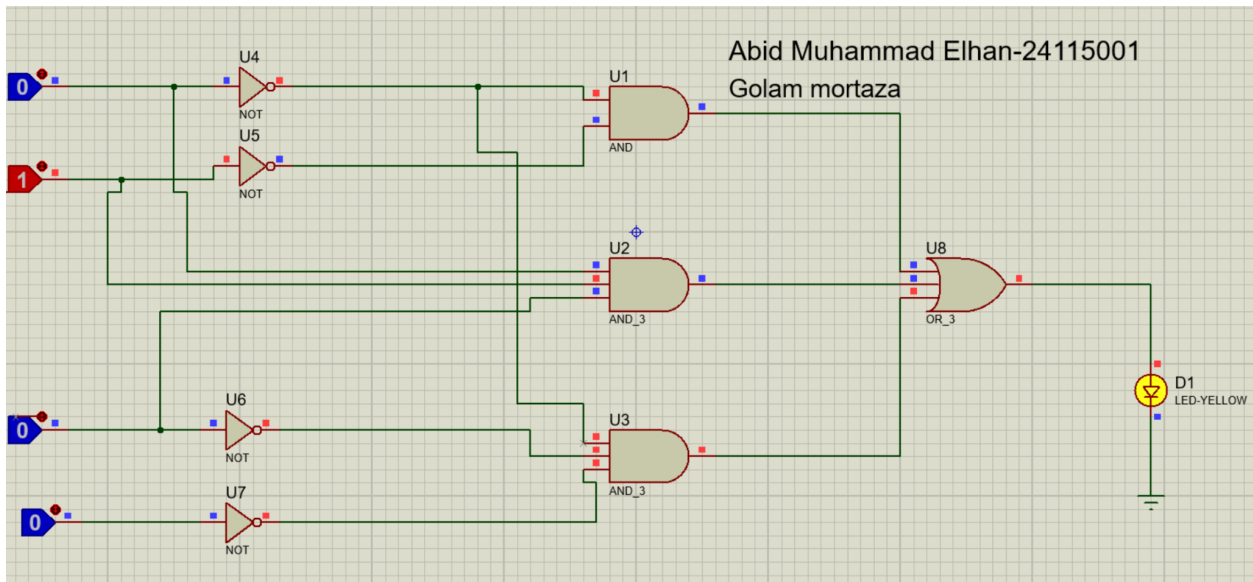 Abid Muhammad Elhan-24115001
Golam mortaza
U4
0
NOT
U5
1
NOT
U1
AND
U2
AND_3
U8
OR_3
D1
LED-YELLOW
U6
0
NOT
U3
AND_3
U7
0
NOT